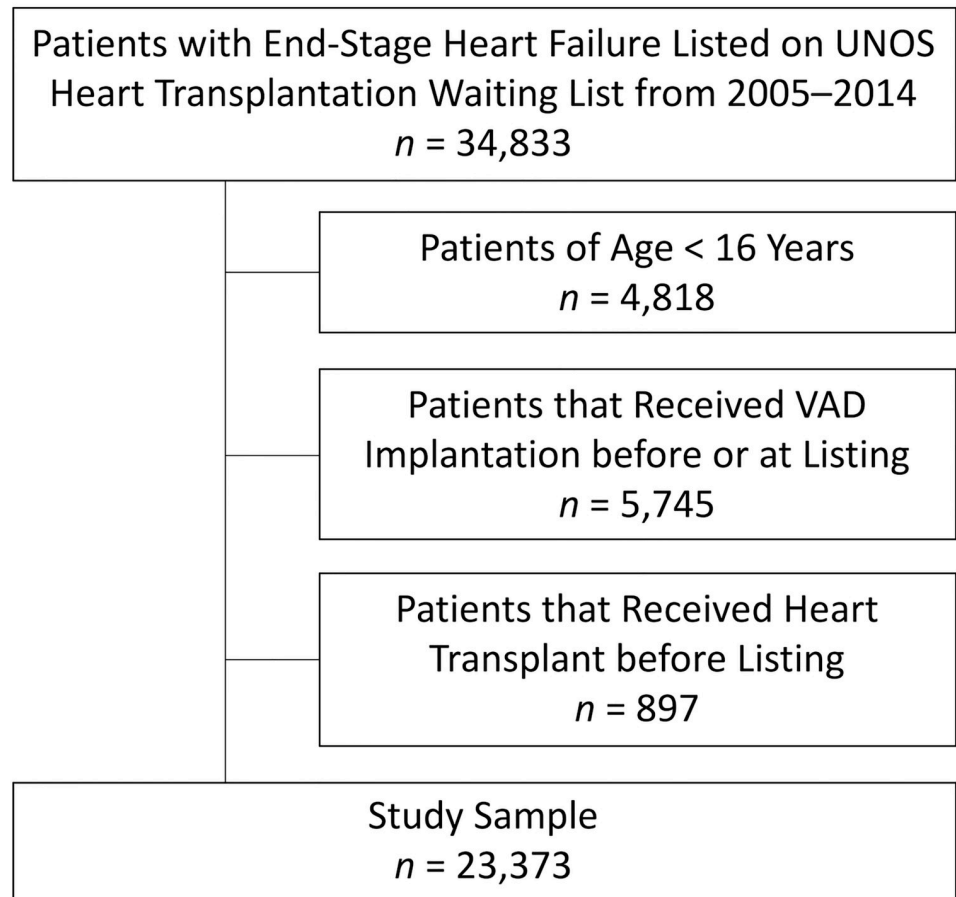 Patients with End-Stage Heart Failure Listed on UNOS
Heart Transplantation Waiting List from 2005–2014
n = 34,833
Patients of Age < 16 Years
n = 4,818
Patients that Received VAD
Implantation before or at Listing
n = 5,745
Patients that Received Heart
Transplant before Listing
n = 897
Study Sample
n = 23,373